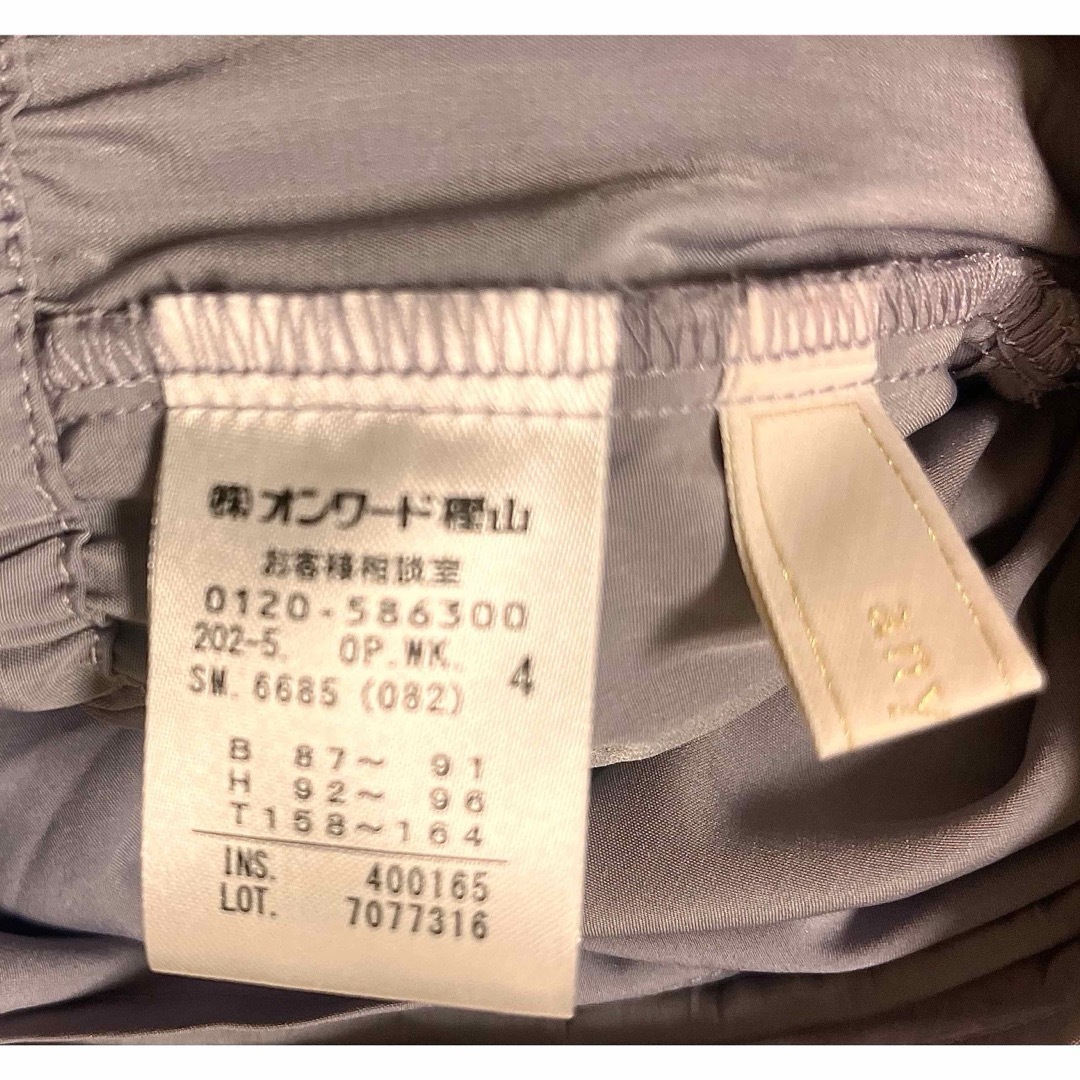 ㈱オンワード樫山
お客様相談室
0120-586300
202-5. OP.WK. 4
SM.6685(082)
B 87~ 91
H 92~ 96
T158~164
INS. 400165
LOT. 7077316